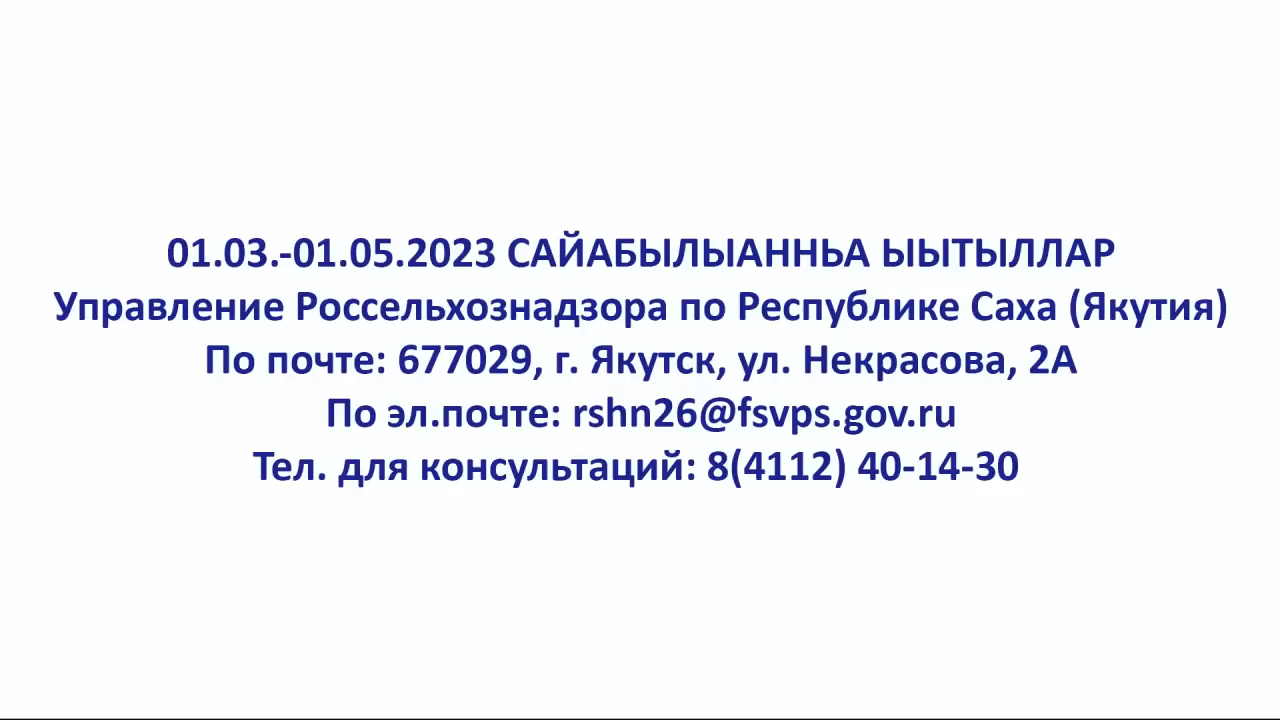 01.03.-01.05.2023 САЙАБЫЛЫАННЬА ЫЫТЫЛЛАР
Управление Россельхознадзора по Республике Саха (Якутия)
По почте: 677029, г. Якутск, ул. Некрасова, 2А
По эл.почте: rshn26@fsvps.gov.ru
Тел. для консультаций: 8(4112) 40-14-30